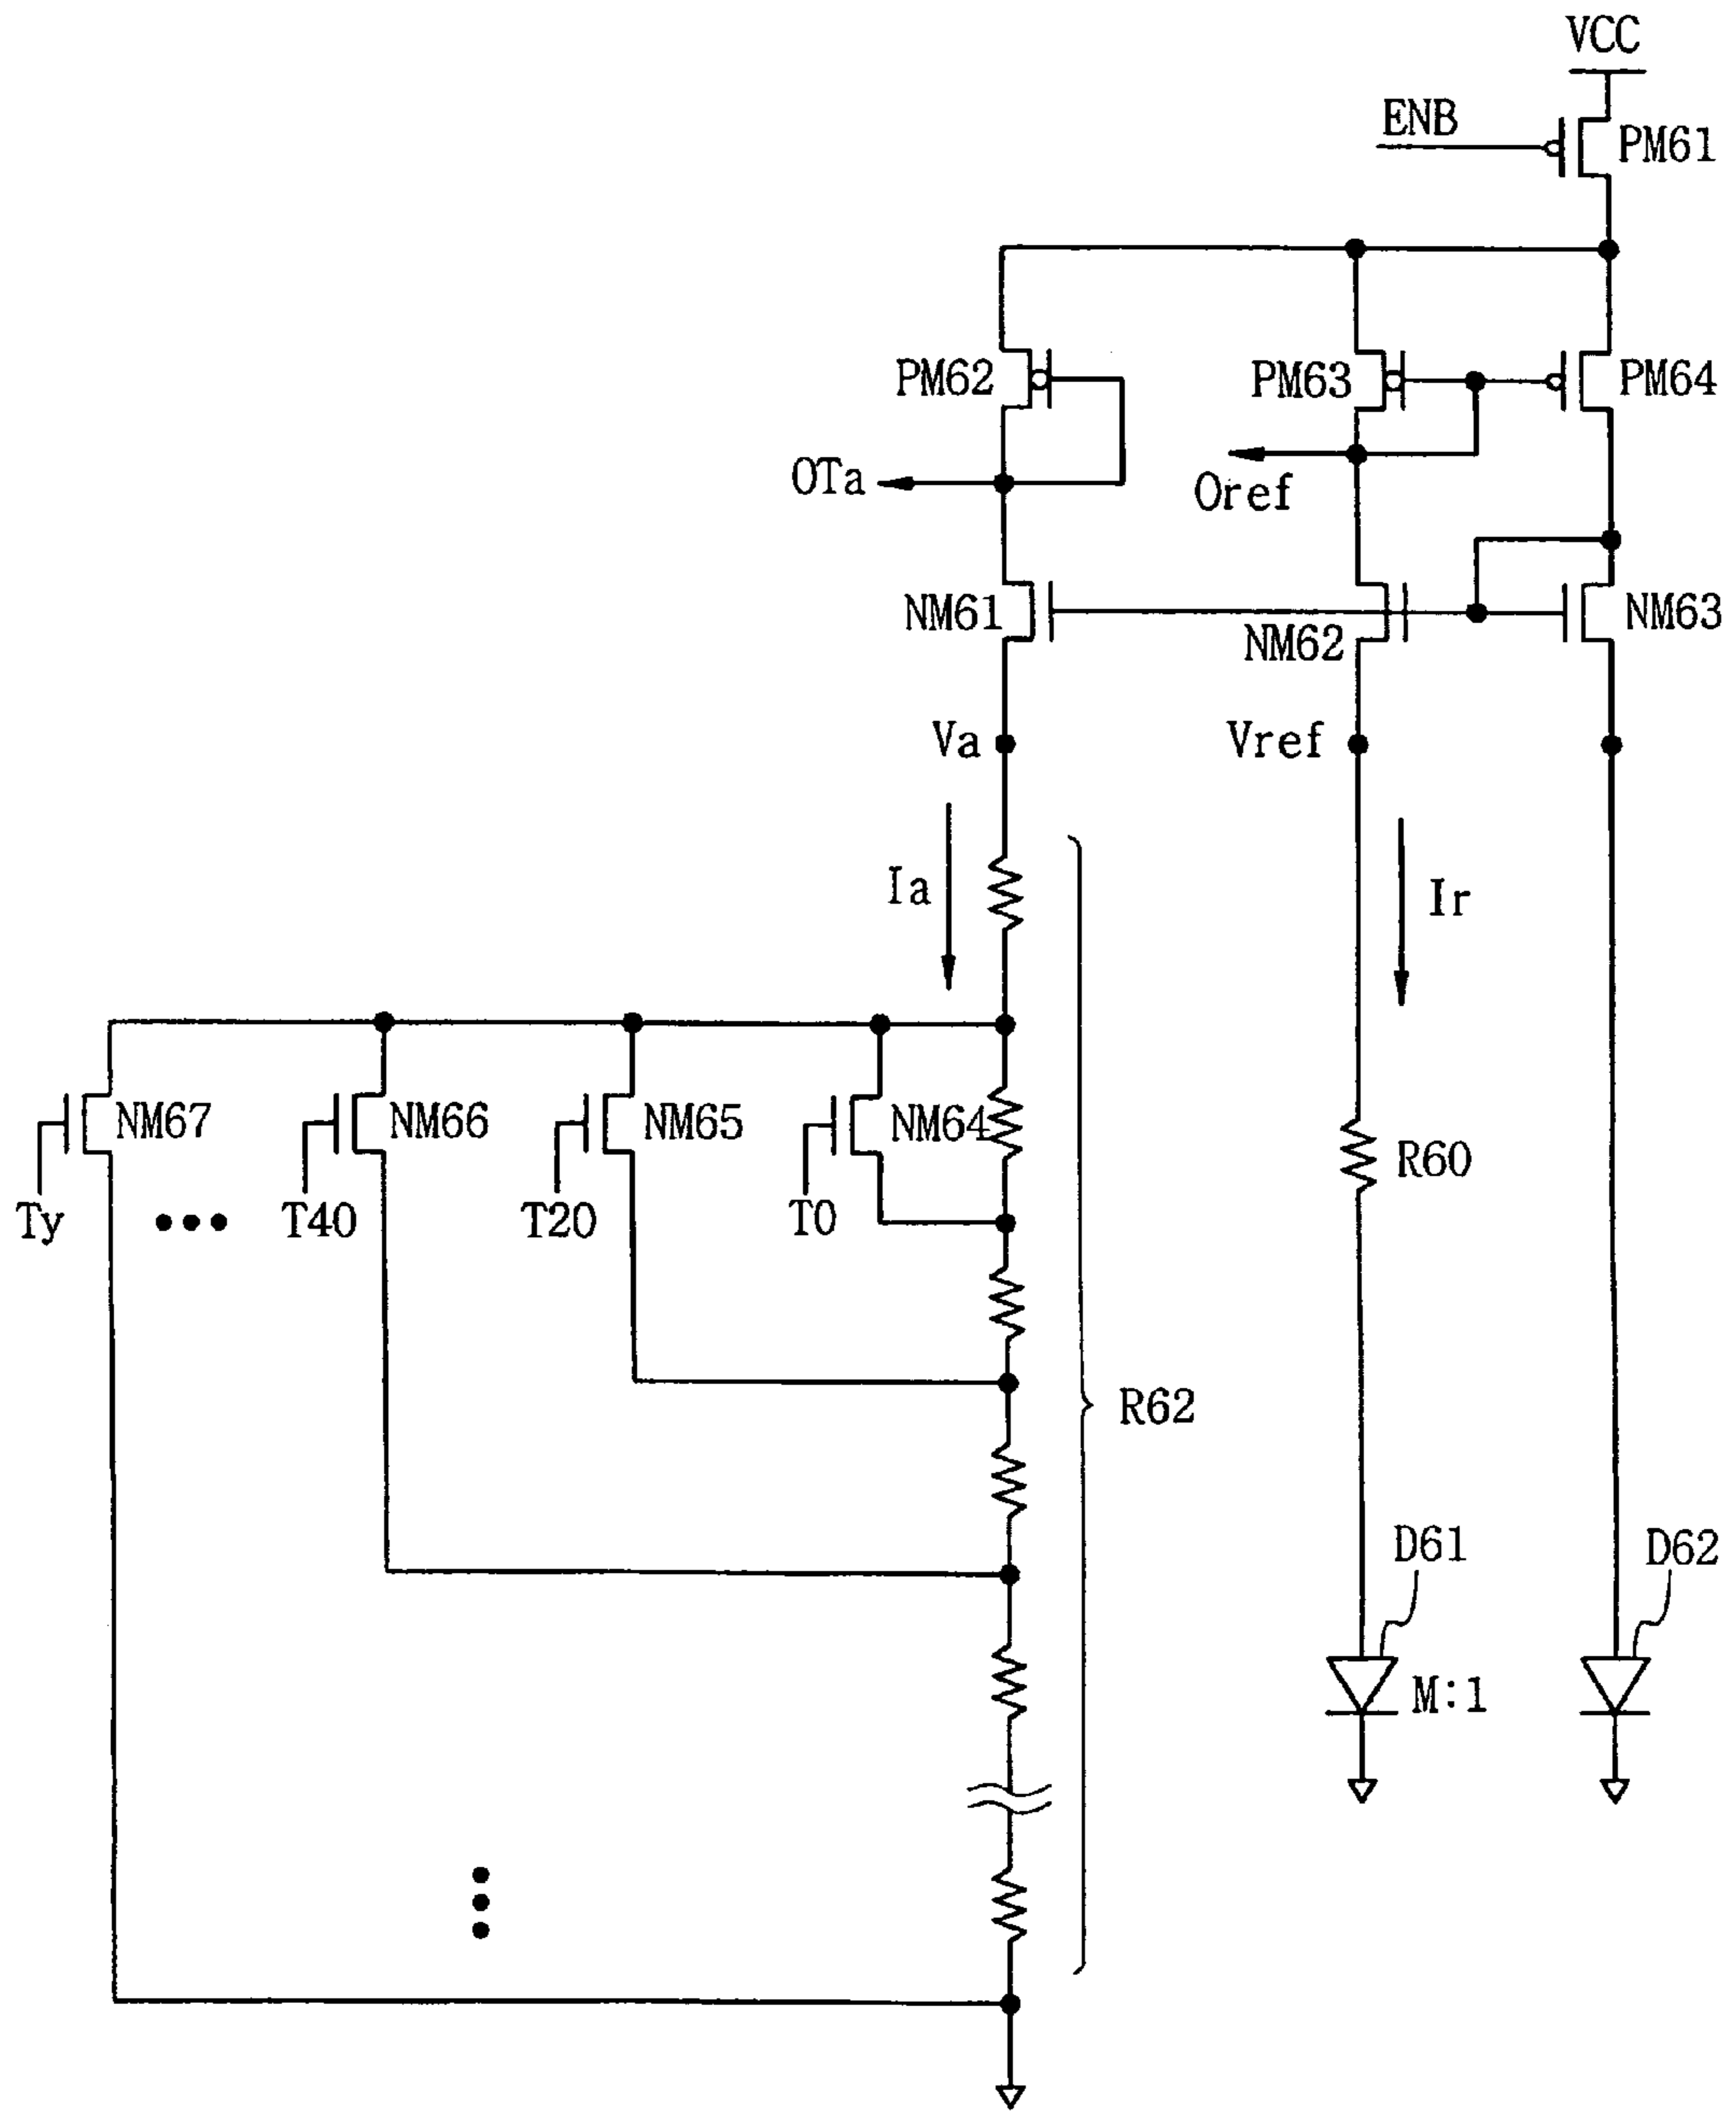 VCC
ENB
PM61
PM62
PM63
PM64
OTa
Oref
NM61
NM62
NM63
Va
Vref
Ia
Ir
NM67
NM66
NM65
NM64
R60
Ty
T40
T20
T0
R62
D61
D62
M:1